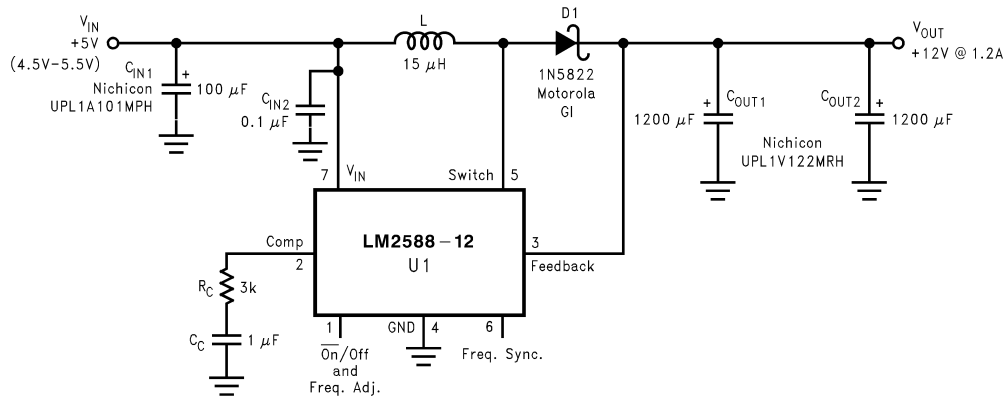 V_IN
+5V
(4.5V-5.5V)
C_IN1
Nichicon
UPL1A101MPH
+
100 μF
C_IN2
0.1 μF
L
15 μH
D1
1N5822
Motorola
GI
V_OUT
+12V @ 1.2A
+
C_OUT1
1200 μF
C_OUT2
+
1200 μF
Nichicon
UPL1V122MRH
7
V_IN
Switch
5
LM2588-12
U1
Comp
2
3
Feedback
R_C
3k
C_C
1 μF
1
On/Off
and
Freq. Adj.
GND
4
6
Freq. Sync.